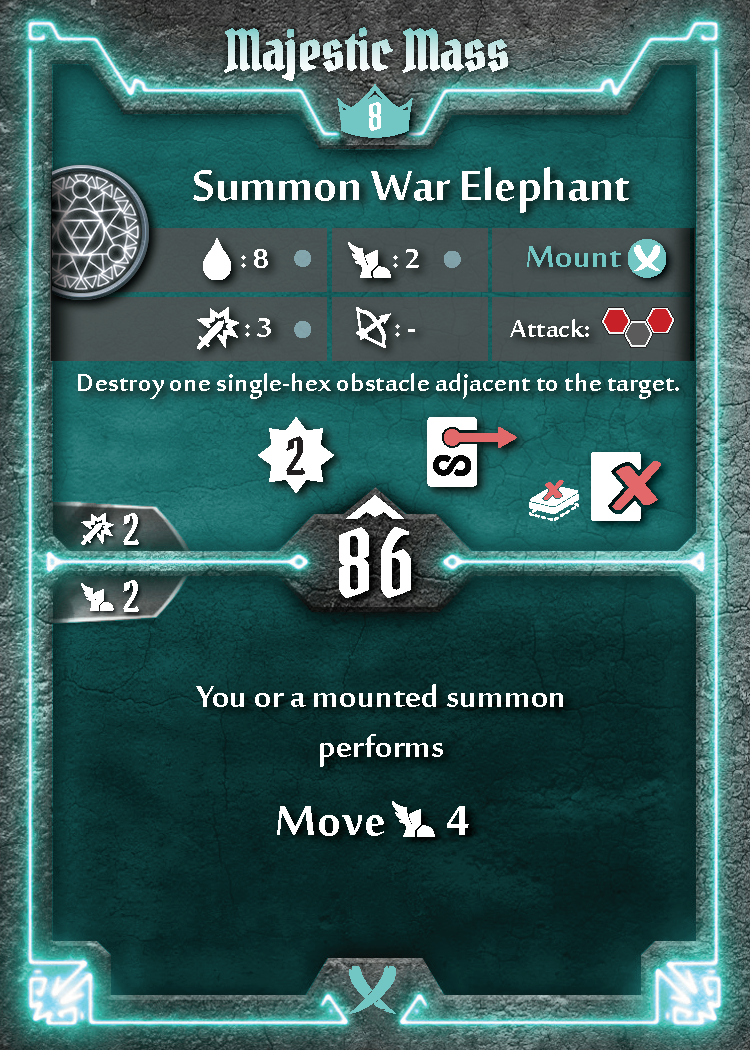 Majestic Mass
8
Summon War Elephant
: 8 : 2 Mount
: 3 : - Attack:
Destroy one single-hex obstacle adjacent to the target.
2
2
86
2
You or a mounted summon
performs
Move 4